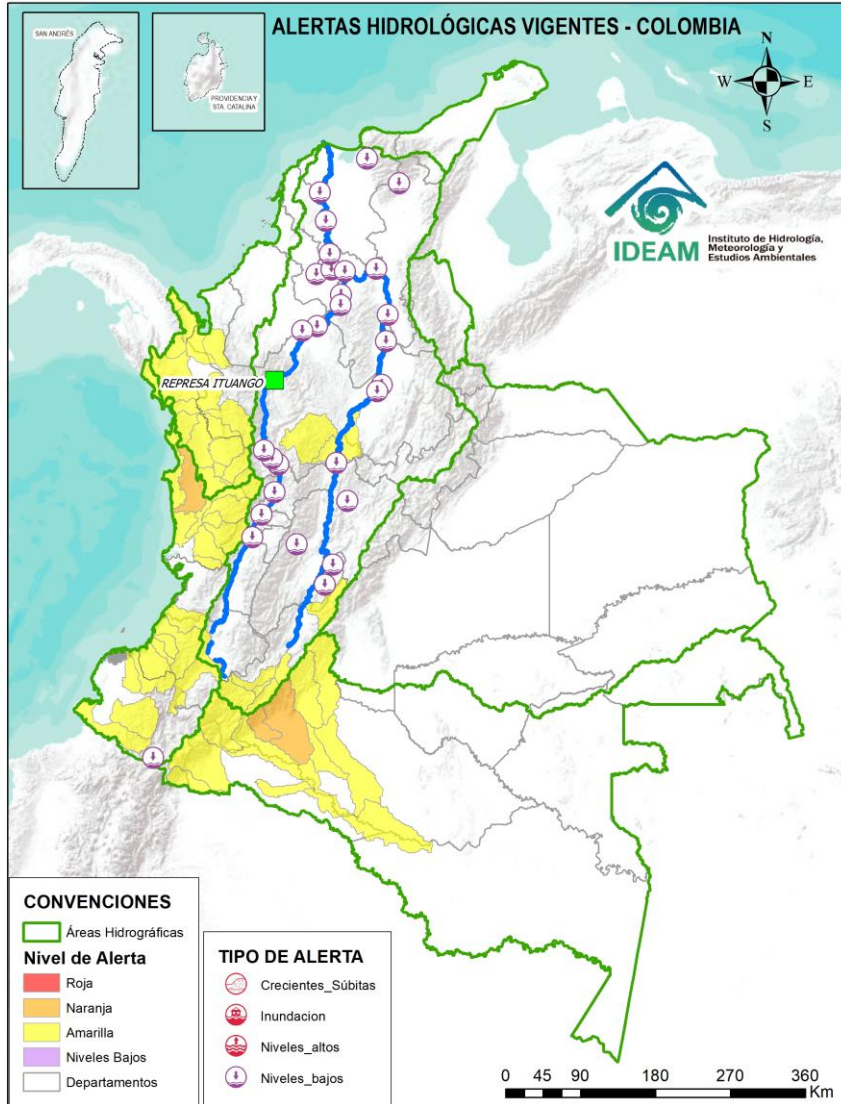 ALERTAS HIDROLÓGICAS VIGENTES - COLOMBIA
SAN ANDRÉS
PROVIDENCIA Y
STA. CATALINA
N
W
E
S
IDEAM
Instituto de Hidrología,
Meteorología y
Estudios Ambientales
REPRESA ITUANGO
CONVENCIONES
Áreas Hidrográficas
Nivel de Alerta
Roja
Naranja
Amarilla
Niveles Bajos
Departamentos
TIPO DE ALERTA
Crecientes_Súbitas
Inundacion
Niveles_altos
Niveles_bajos
0 45 90 180 270 360
Km